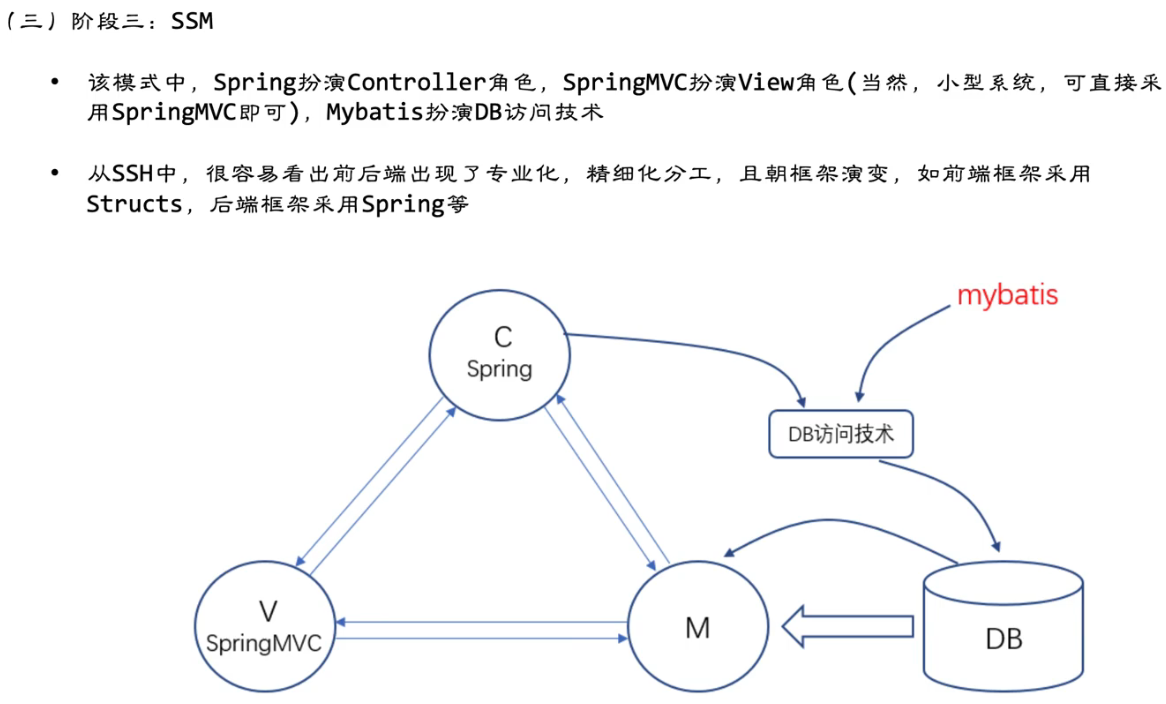 （三）阶段三：SSM
• 该模式中，Spring扮演Controller角色，SpringMVC扮演View角色(当然，小型系统，可直接采
用SpringMVC即可)，Mybatis扮演DB访问技术
• 从SSH中，很容易看出前后端出现了专业化，精细化分工，且朝框架演变，如前端框架采用
Structs，后端框架采用Spring等
mybatis
C
Spring
DB访问技术
V
SpringMVC
M
DB